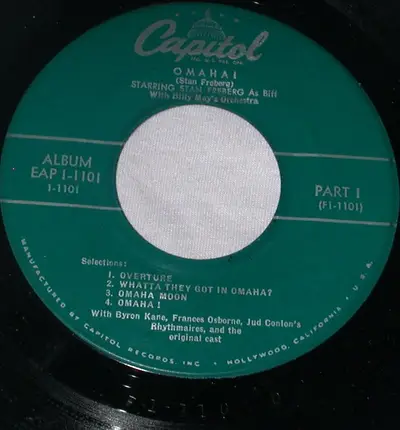 Capitol
OMAHA!
(Stan Freberg)
STARRING STAN FREBERG As Biff
With Billy May's Orchestra
ALBUM
EAP 1-1101
1-1101
PART 1
(F1-1101)
Selections:
1. OVERTURE
2. WHATTA THEY GOT IN OMAHA?
3. OMAHA MOON
4. OMAHA!
With Byron Kane, Frances Osborne, Jud Conlon's
Rhythmaires, and the
original cast
MANUFACTURED BY CAPITOL RECORDS, INC • HOLLYWOOD, CALIFORNIA • U.S.A.